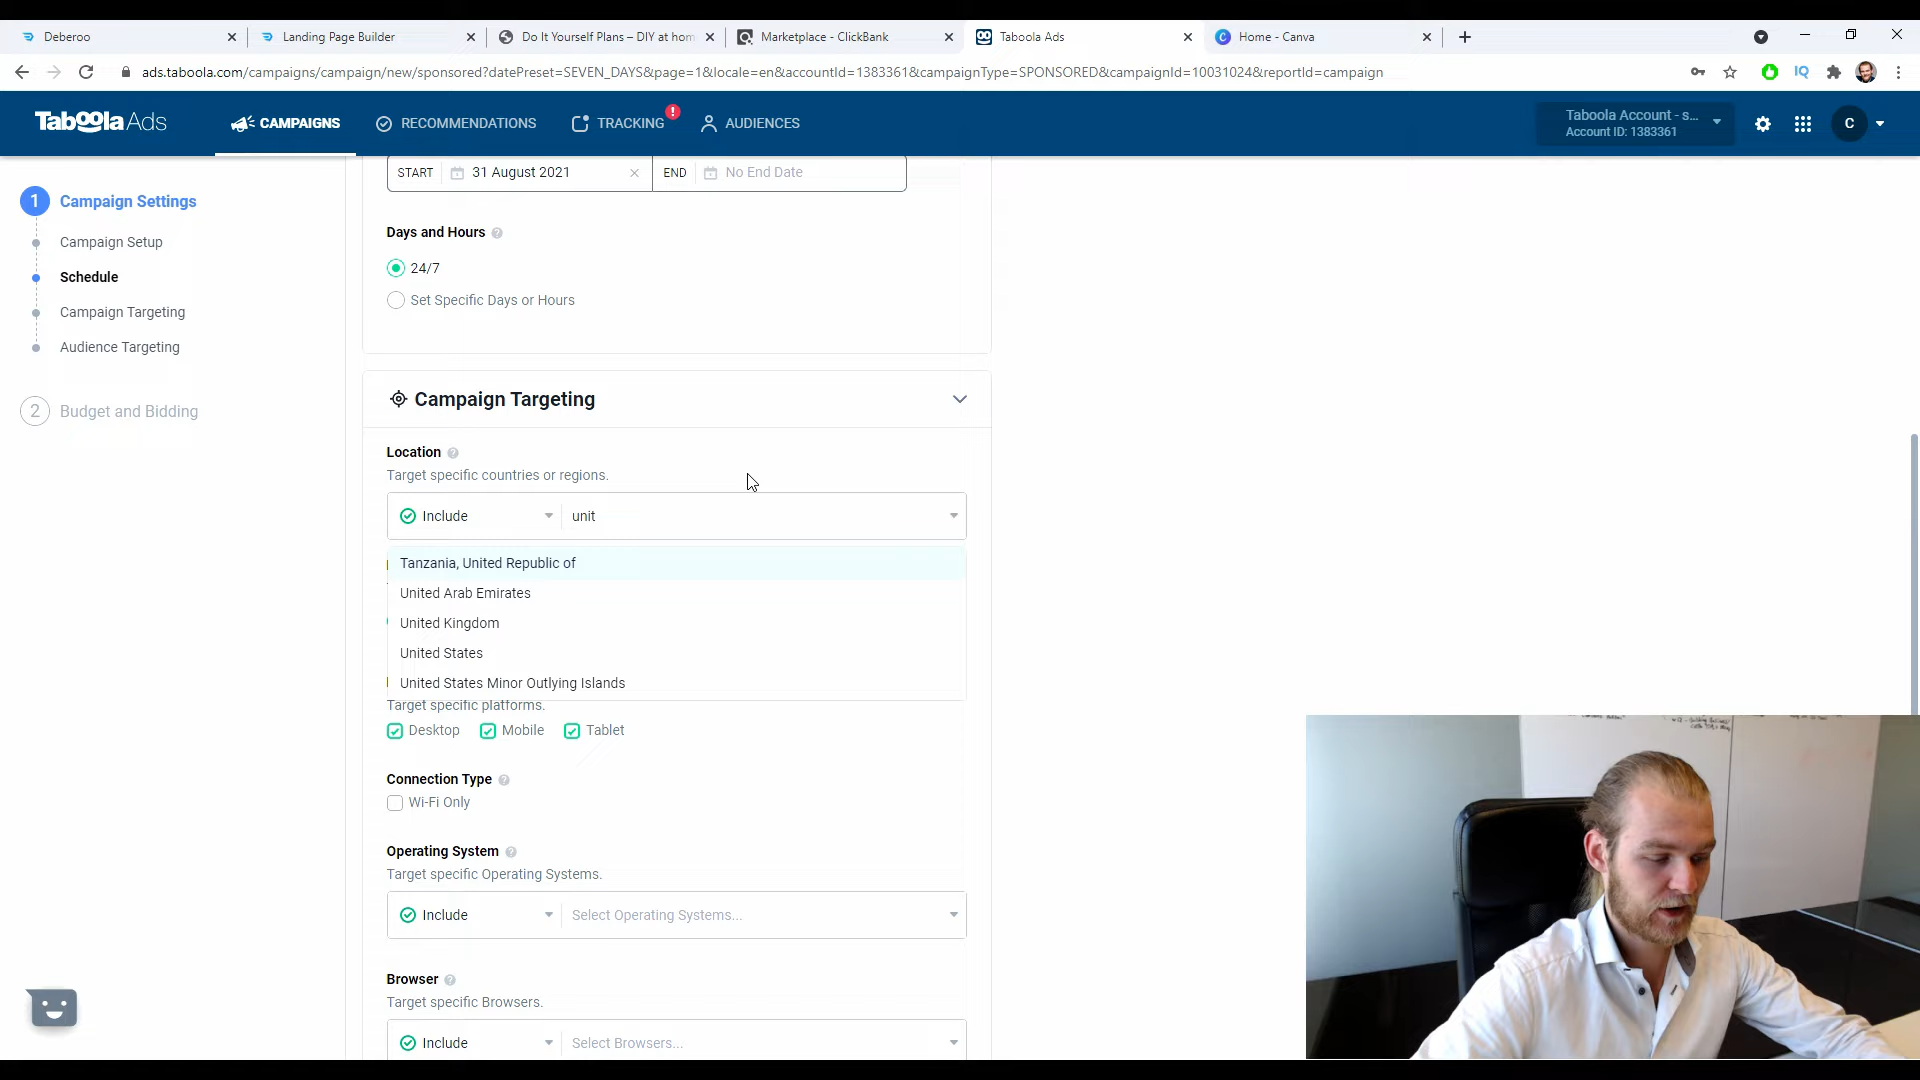 Deberoo
Landing Page Builder
Do It Yourself Plans – DIY at hom
Marketplace - ClickBank
Taboola Ads
Home - Canva
ads.taboola.com/campaigns/campaign/new/sponsored?datePreset=SEVEN_DAYS&page=1&locale=en&accountId=1383361&campaignType=SPONSORED&campaignId=10031024&reportId=campaign
IQ
Taboola Ads
CAMPAIGNS
RECOMMENDATIONS
TRACKING
!
AUDIENCES
Taboola Account - s...
Account ID: 1383361
C
1 Campaign Settings
Campaign Setup
Schedule
Campaign Targeting
Audience Targeting
2 Budget and Bidding
START 31 August 2021 × END No End Date
Days and Hours ?
24/7
Set Specific Days or Hours
Campaign Targeting
Location ?
Target specific countries or regions.
Include unit
Tanzania, United Republic of
United Arab Emirates
United Kingdom
United States
United States Minor Outlying Islands
Target specific platforms.
Desktop Mobile Tablet
Connection Type ?
Wi-Fi Only
Operating System ?
Target specific Operating Systems.
Include Select Operating Systems...
Browser ?
Target specific Browsers.
Include Select Browsers...